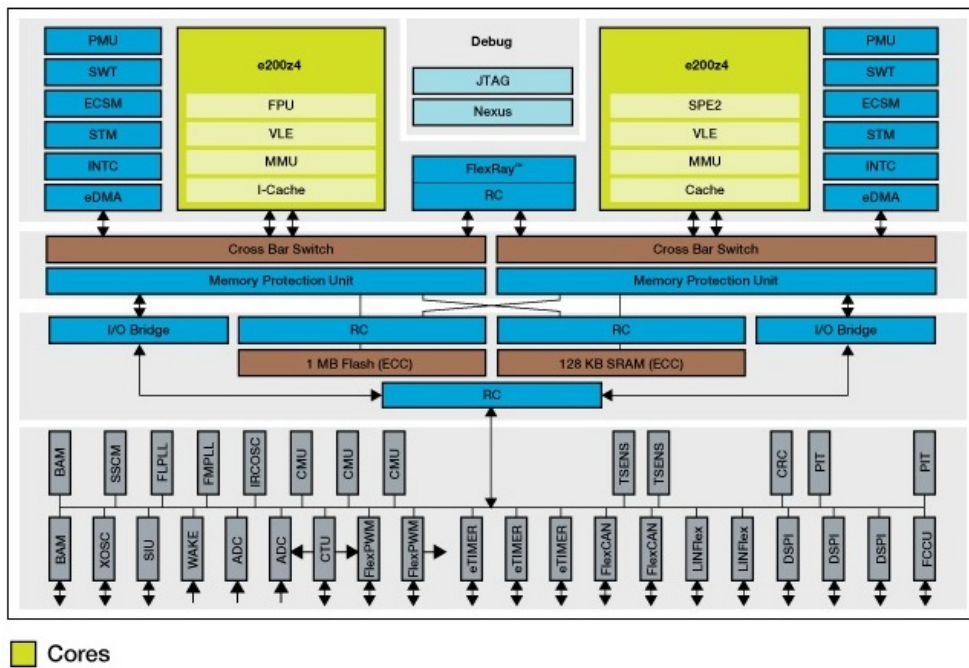 PMU
SWT
ECSM
STM
INTC
eDMA
e200z4
FPU
VLE
MMU
I-Cache
Debug
JTAG
Nexus
FlexRay™
RC
e200z4
SPE2
VLE
MMU
Cache
PMU
SWT
ECSM
STM
INTC
eDMA
Cross Bar Switch
Cross Bar Switch
Memory Protection Unit
Memory Protection Unit
I/O Bridge
RC
RC
I/O Bridge
1 MB Flash (ECC)
128 KB SRAM (ECC)
RC
BAM
SSCM
FLPLL
FMPLL
IRCOSC
CMU
CMU
CMU
TSENS
TSENS
CRC
PIT
PIT
BAM
XOSC
SIU
WAKE
ADC
ADC
CTU
FlexPWM
FlexPWM
eTIMER
eTIMER
eTIMER
FlexCAN
FlexCAN
LINFlex
LINFlex
DSPI
DSPI
DSPI
FCCU
Cores